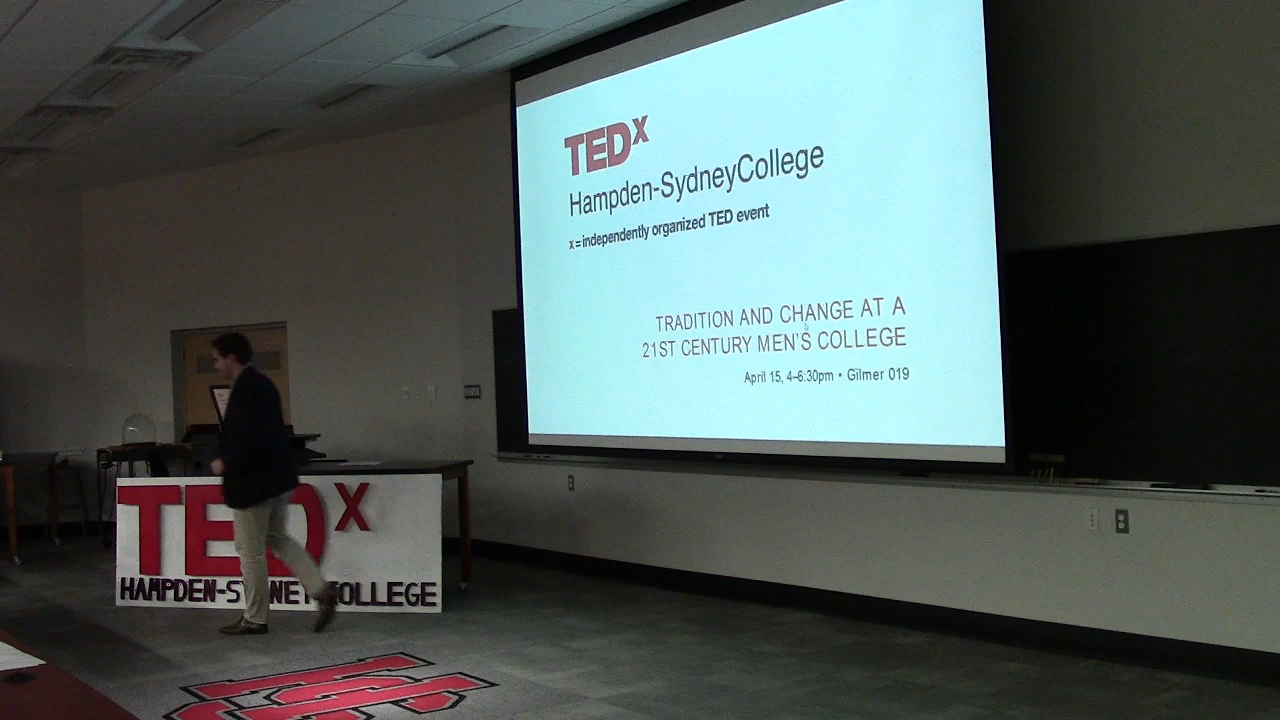 TEDx
Hampden-SydneyCollege
x = independently organized TED event
TRADITION AND CHANGE AT A
21ST CENTURY MEN'S COLLEGE
April 15, 4–6:30pm • Gilmer 019
TEDX
HAMPDEN-SYDNEY COLLEGE